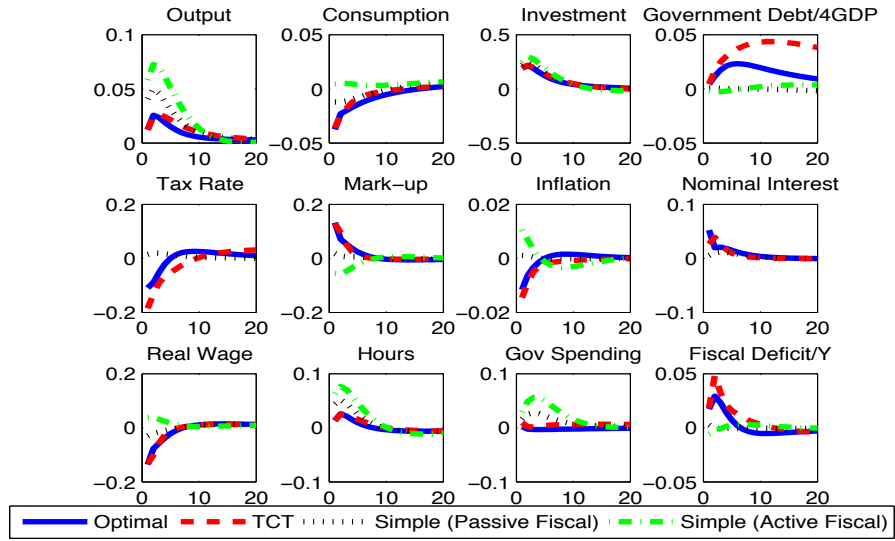 Output Consumption Investment Government Debt/4GDP
0.1 0.05 0.5 0.05
0.05 0 0 0
0 −0.05 −0.5 −0.05
0 10 20 0 10 20 0 10 20 0 10 20
Tax Rate Mark−up Inflation Nominal Interest
0.2 0.2 0.02 0.1
0 0 0 0
−0.2 −0.2 −0.02 −0.1
0 10 20 0 10 20 0 10 20 0 10 20
Real Wage Hours Gov Spending Fiscal Deficit/Y
0.2 0.1 0.1 0.05
0 0 0 0
−0.2 −0.1 −0.1 −0.05
0 10 20 0 10 20 0 10 20 0 10 20
Optimal TCT Simple (Passive Fiscal) Simple (Active Fiscal)